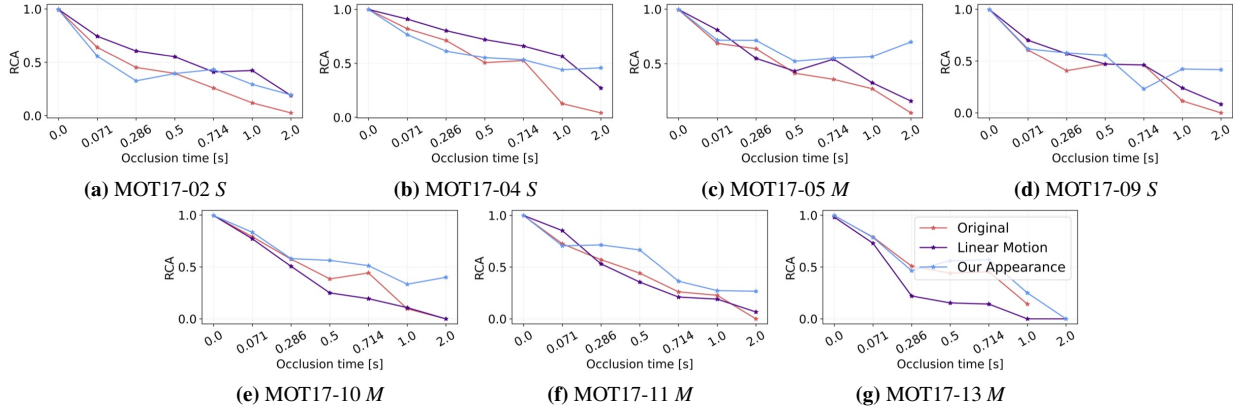 1.0
0.5
0.0
RCA
0.0 0.071 0.286 0.5 0.714 1.0 2.0
Occlusion time [s]
(a) MOT17-02 S
1.0
0.5
0.0
RCA
0.0 0.071 0.286 0.5 0.714 1.0 2.0
Occlusion time [s]
(b) MOT17-04 S
1.0
0.5
RCA
0.0 0.071 0.286 0.5 0.714 1.0 2.0
Occlusion time [s]
(c) MOT17-05 M
1.0
0.5
0.0
RCA
0.0 0.071 0.286 0.5 0.714 1.0 2.0
Occlusion time [s]
(d) MOT17-09 S
1.0
0.5
0.0
RCA
0.0 0.071 0.286 0.5 0.714 1.0 2.0
Occlusion time [s]
(e) MOT17-10 M
1.0
0.5
0.0
RCA
0.0 0.071 0.286 0.5 0.714 1.0 2.0
Occlusion time [s]
(f) MOT17-11 M
1.0
0.5
0.0
RCA
Original
Linear Motion
Our Appearance
0.0 0.071 0.286 0.5 0.714 1.0 2.0
Occlusion time [s]
(g) MOT17-13 M